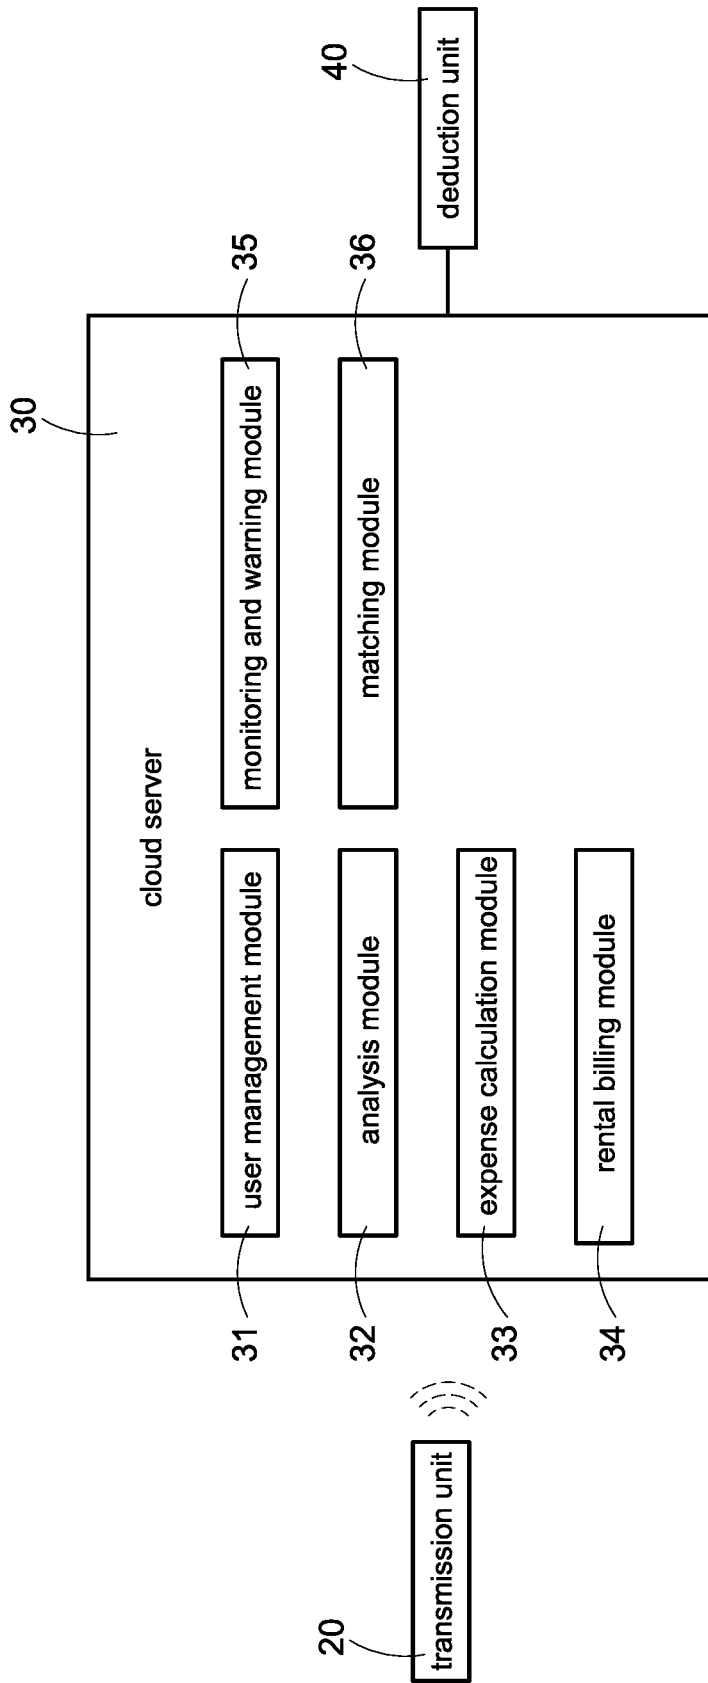 30
cloud server
31
user management module
32
analysis module
33
expense calculation module
34
rental billing module
35
monitoring and warning module
36
matching module
20
transmission unit
40
deduction unit